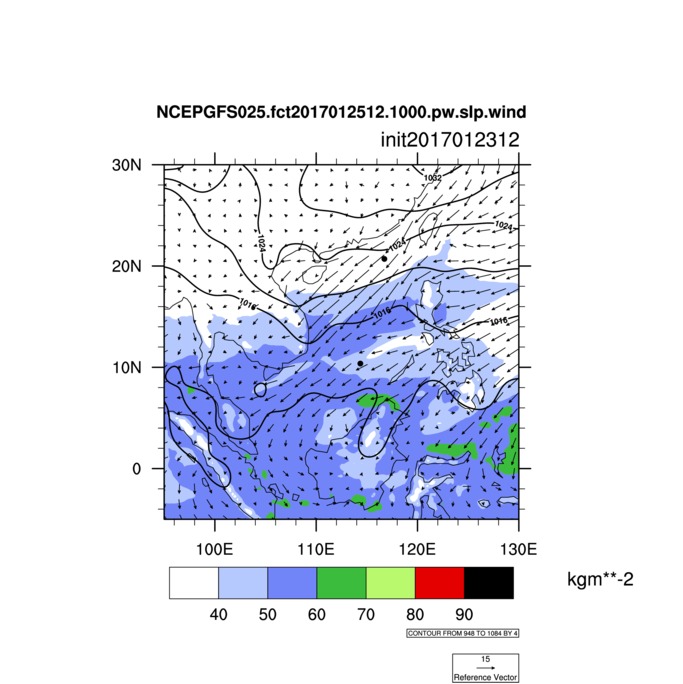 NCEPGFS025.fct2017012512.1000.pw.slp.wind
init2017012312
30N
20N
10N
0
1032
1024
1024
1024
1016
1016
1016
100E 110E 120E 130E
kgm**-2
40 50 60 70 80 90
CONTOUR FROM 948 TO 1084 BY 4
15
Reference Vector